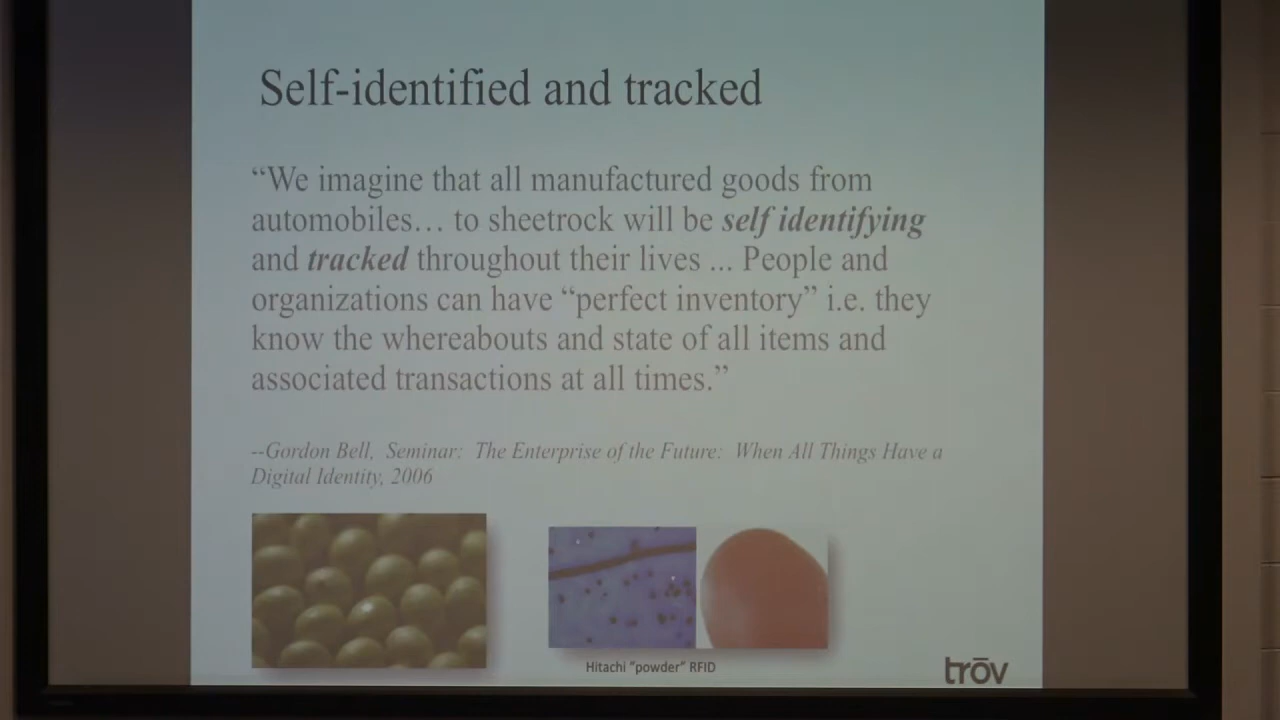 Self-identified and tracked
“We imagine that all manufactured goods from
automobiles… to sheetrock will be self identifying
and tracked throughout their lives ... People and
organizations can have “perfect inventory” i.e. they
know the whereabouts and state of all items and
associated transactions at all times.”
--Gordon Bell, Seminar: The Enterprise of the Future: When All Things Have a
Digital Identity, 2006
Hitachi “powder” RFID
trōv